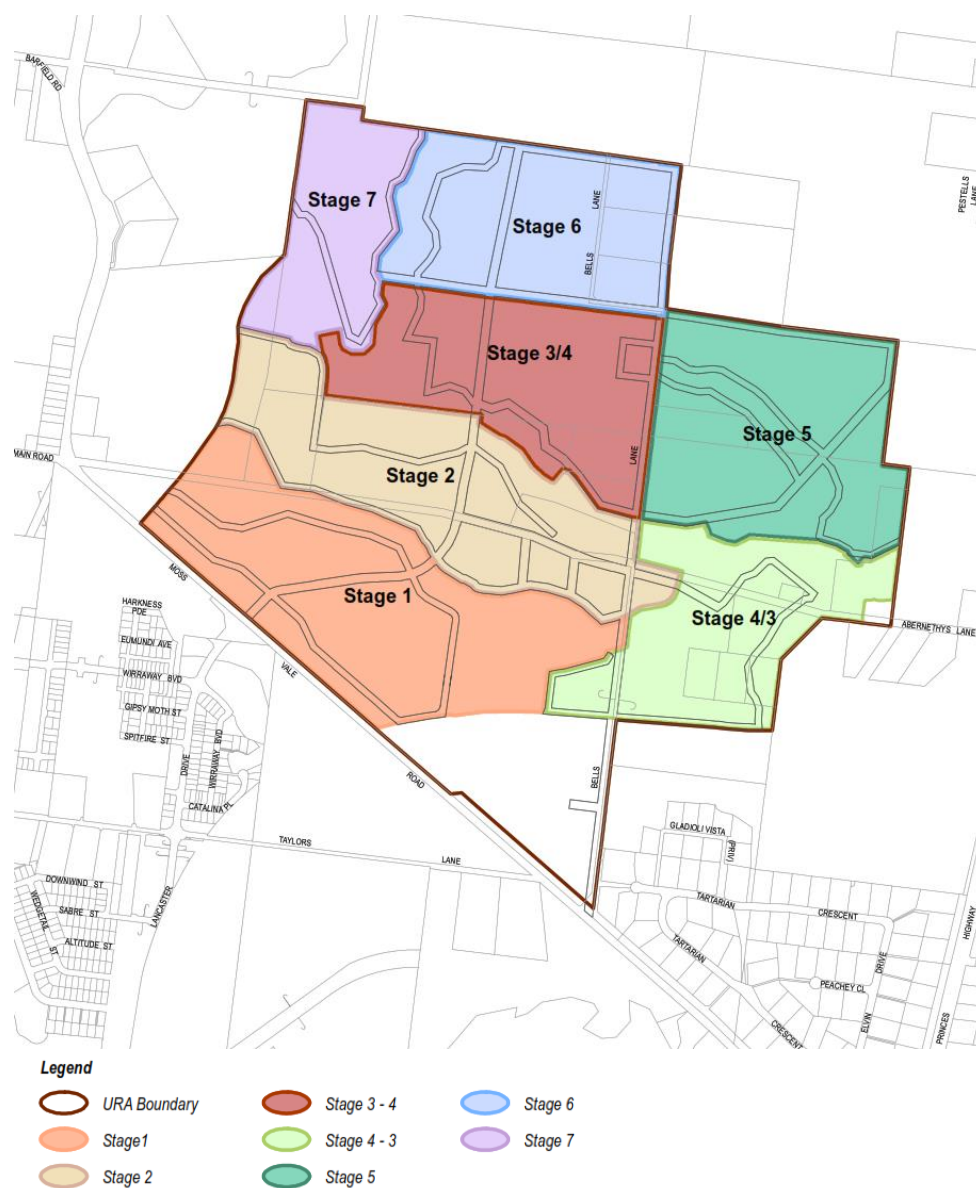 BARFIELD RD
PESTELLS
LANE
Stage 7
LANE
Stage 6
BELLS
Stage 3/4
Stage 5
MAIN ROAD
LANE
Stage 2
MOSS
Stage 1
Stage 4/3
ABERNETHYS LANE
HARKNESS
PDE
EUMUNDI AVE
VALE
WIRRAWAY BVD
GIPSY MOTH ST
SPITFIRE ST
DRIVE
WIRRAWAY BVD
ROAD
BELLS
CATALINA PL
GLADIOLI VISTA
(PRIV)
TAYLORS
LANE
DOWNWIND ST
LANCASTER
SABRE ST
WEDGETAIL
ST
ALTITUDE ST
TARTARIAN
CRESCENT
HIGHWAY
TARTARIAN
DRIVE
PEACHEY CL
CRESCENT
ELVIN
PRINCES
Legend
URA Boundary
Stage 3 - 4
Stage 6
Stage1
Stage 4 - 3
Stage 7
Stage 2
Stage 5